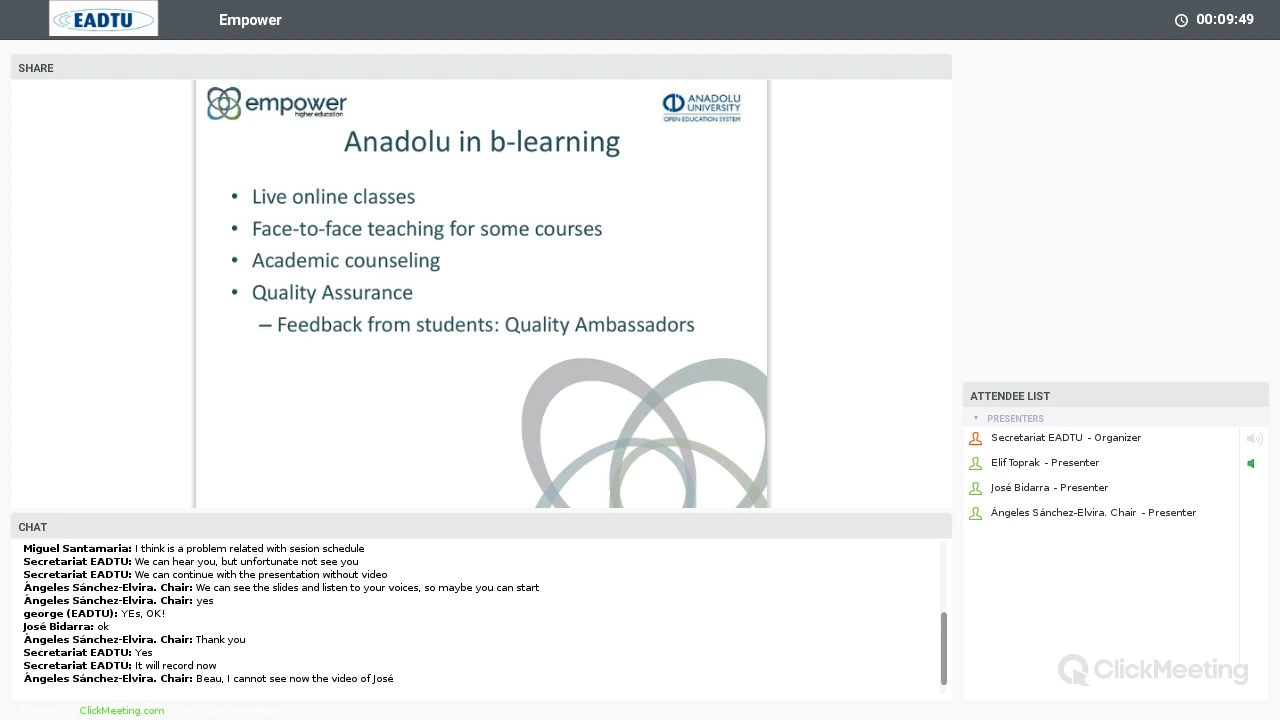 EADTU
Empower
00:09:49
SHARE
empower
higher education
ANADOLU
UNIVERSITY
OPEN EDUCATION SYSTEM
Anadolu in b-learning
• Live online classes
• Face-to-face teaching for some courses
• Academic counseling
• Quality Assurance
– Feedback from students: Quality Ambassadors
CHAT
Miguel Santamaria: I think is a problem related with sesion schedule
Secretariat EADTU: We can hear you, but unfortunate not see you
Secretariat EADTU: We can continue with the presentation without video
Ángeles Sánchez-Elvira. Chair: We can see the slides and listen to your voices, so maybe you can start
Ángeles Sánchez-Elvira. Chair: yes
george (EADTU): YEs, OK!
José Bidarra: ok
Ángeles Sánchez-Elvira. Chair: Thank you
Secretariat EADTU: Yes
Secretariat EADTU: It will record now
Ángeles Sánchez-Elvira. Chair: Beau, I cannot see now the video of José
ATTENDEE LIST
PRESENTERS
Secretariat EADTU - Organizer
Elif Toprak - Presenter
José Bidarra - Presenter
Ángeles Sánchez-Elvira. Chair - Presenter
ClickMeeting
ClickMeeting.com